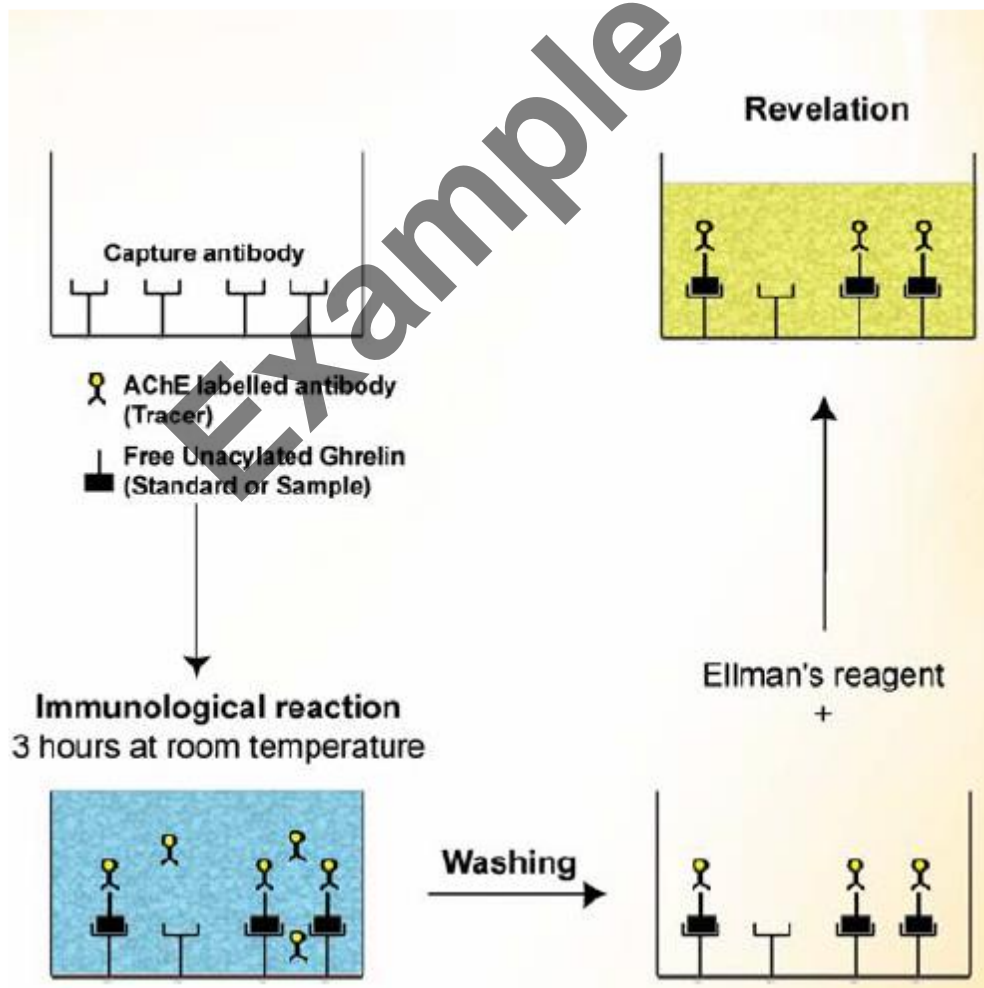 Capture antibody
AChE labelled antibody
(Tracer)
Free Unacylated Ghrelin
(Standard or Sample)
Immunological reaction
3 hours at room temperature
Washing
Ellman's reagent
+
Revelation
Example